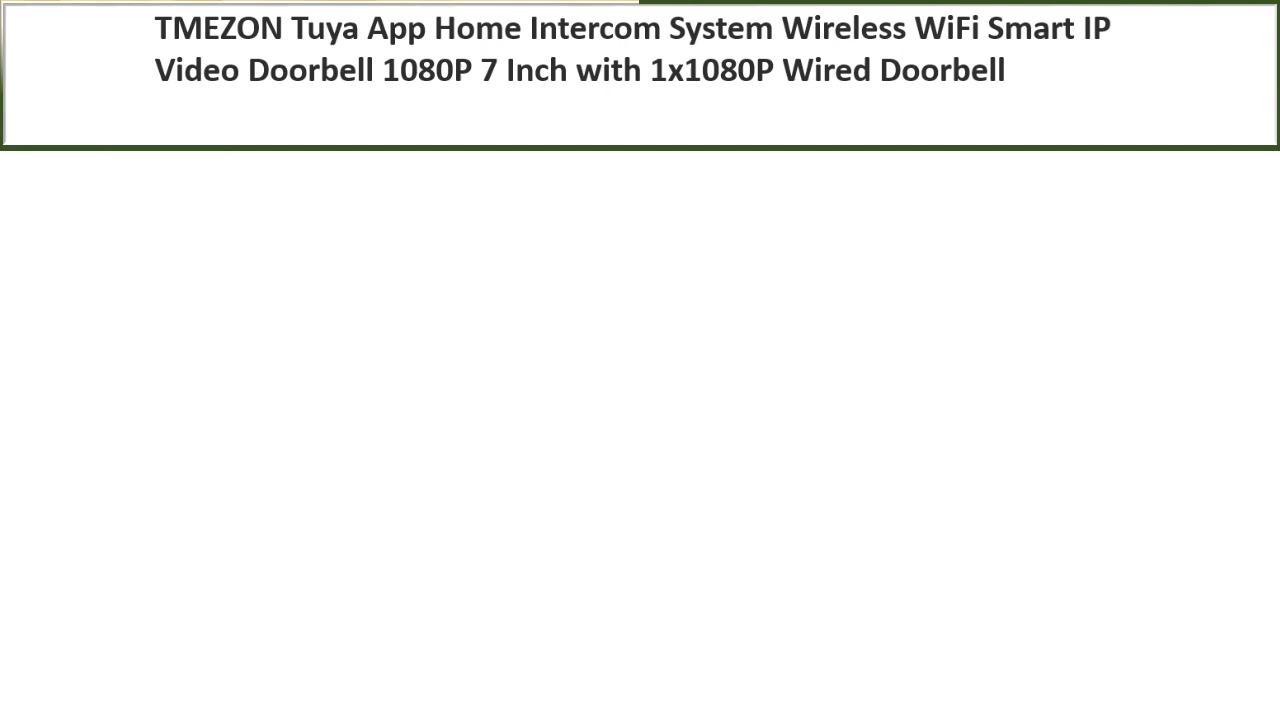 TMEZON Tuya App Home Intercom System Wireless WiFi Smart IP
Video Doorbell 1080P 7 Inch with 1x1080P Wired Doorbell